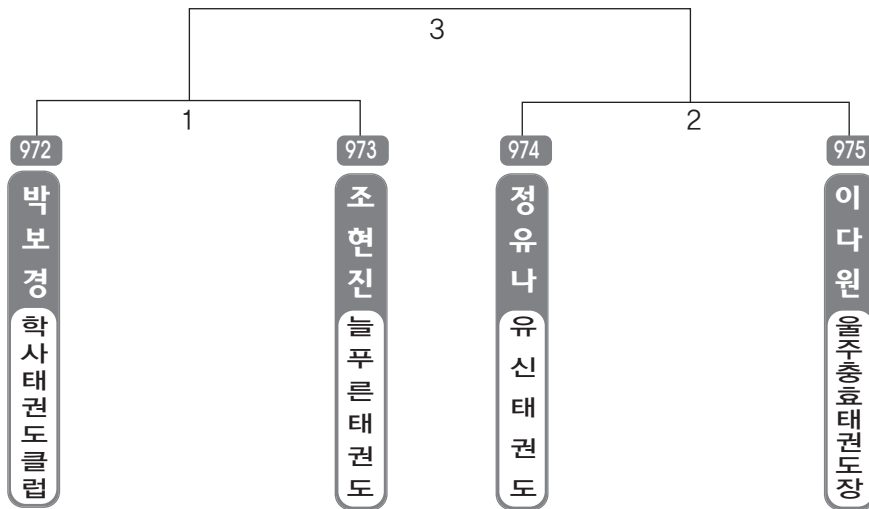 3
1
2
972
973
974
975
박보경
조현진
정유나
이다원
학사태권도클럽
늘푸른태권도
유신태권도
울주충효태권도장